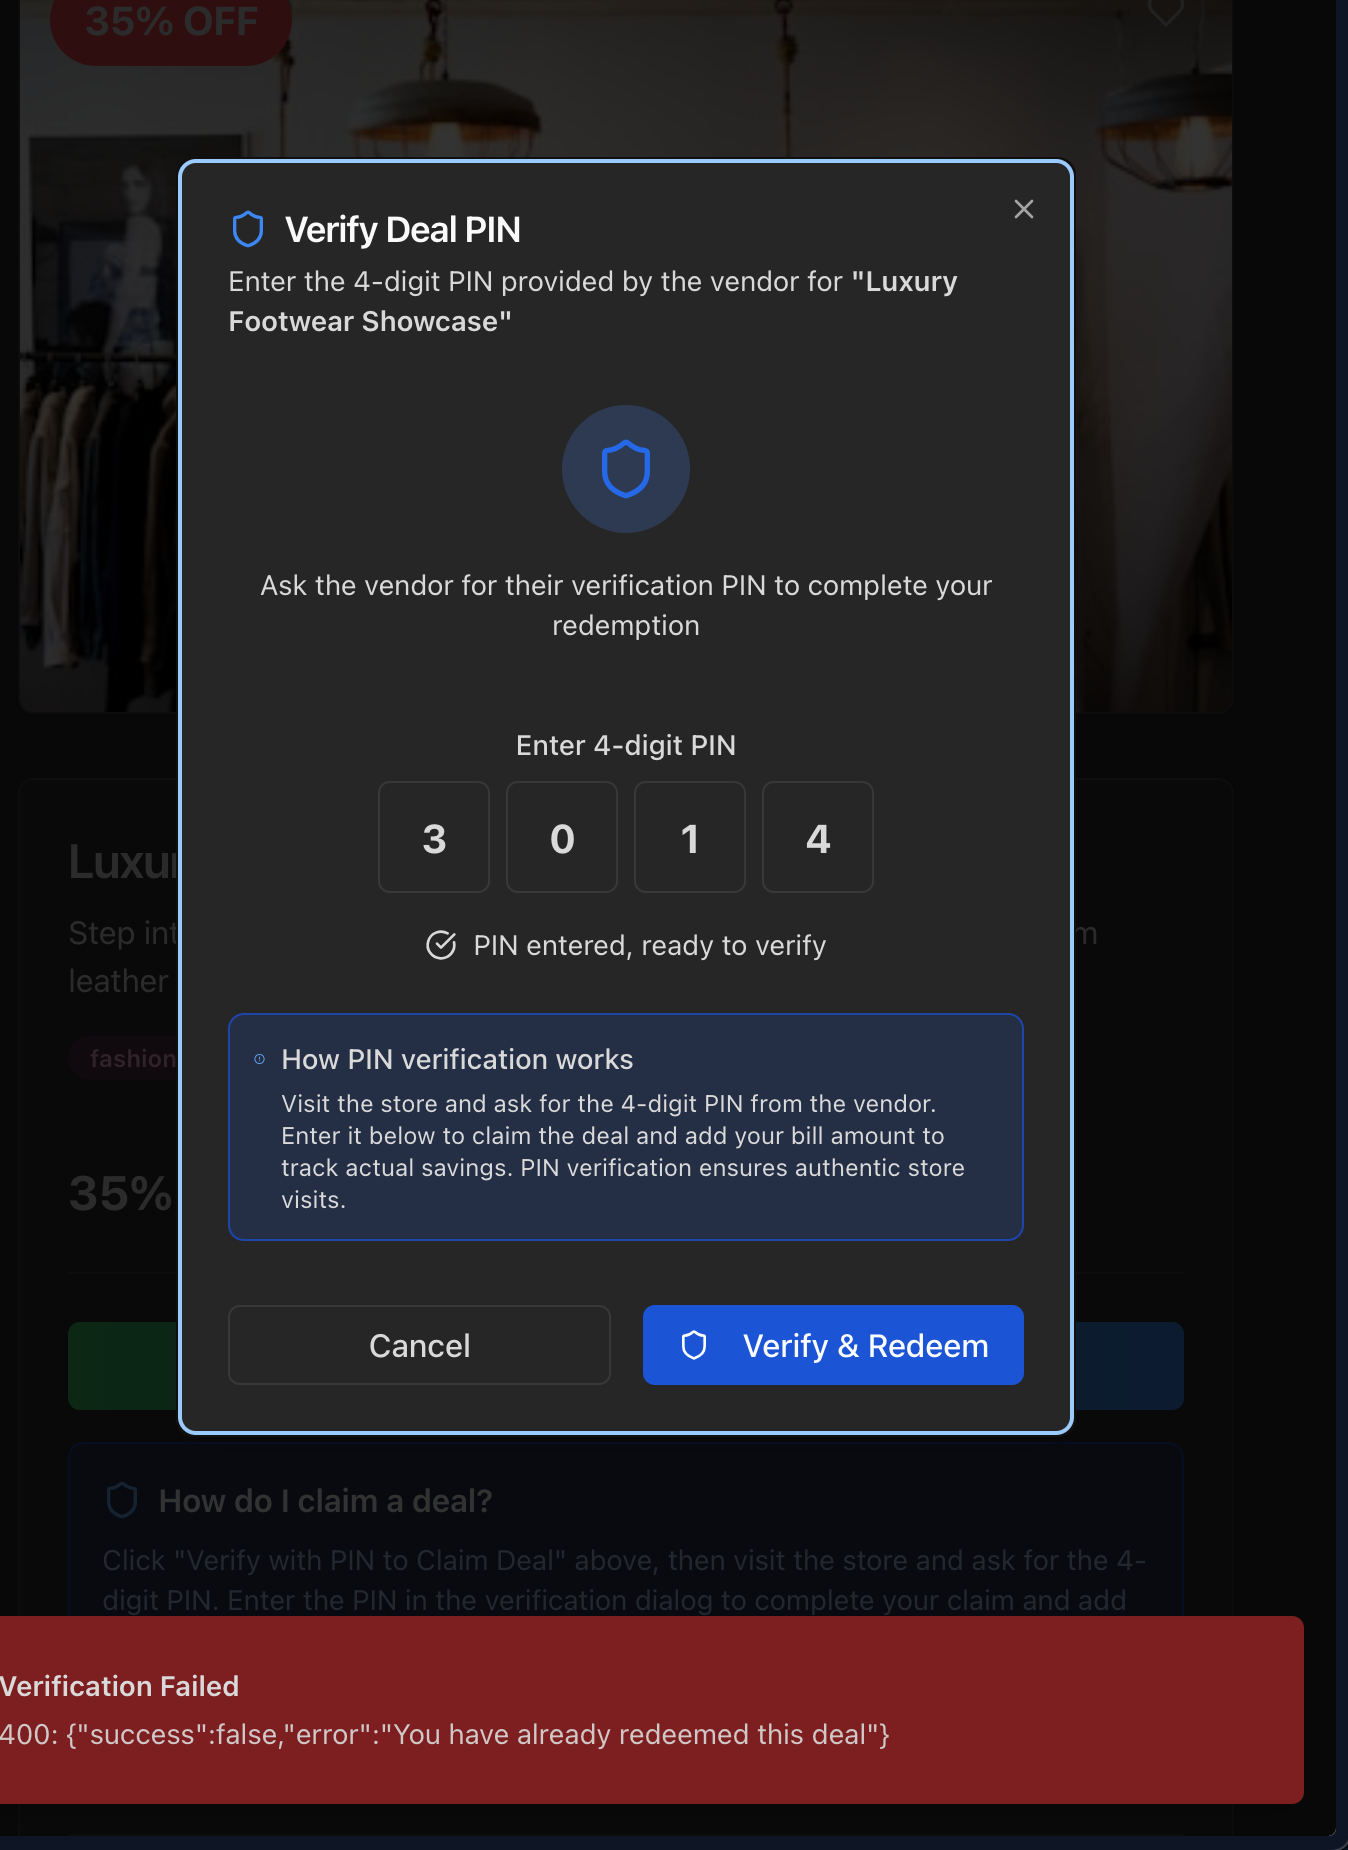 35% OFF
Verify Deal PIN
Enter the 4-digit PIN provided by the vendor for "Luxury
Footwear Showcase"
Ask the vendor for their verification PIN to complete your
redemption
Enter 4-digit PIN
3 0 1 4
PIN entered, ready to verify
How PIN verification works
Visit the store and ask for the 4-digit PIN from the vendor.
Enter it below to claim the deal and add your bill amount to
track actual savings. PIN verification ensures authentic store
visits.
Cancel
Verify & Redeem
Step
leather
fashion
35%
How do I claim a deal?
Click "Verify with PIN to Claim Deal" above, then visit the store and ask for the 4-
digit PIN. Enter the PIN in the verification dialog to complete your claim and add
Verification Failed
400: {"success":false,"error":"You have already redeemed this deal"}